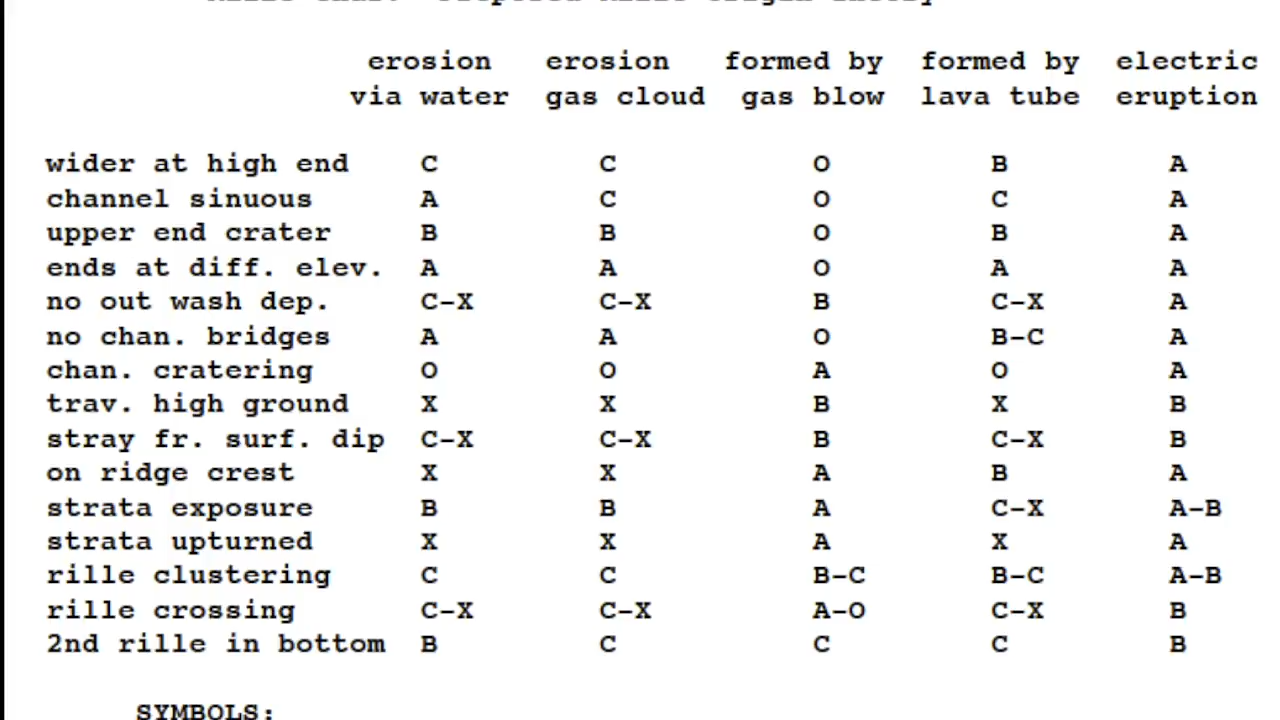 erosion erosion formed by formed by electric
via water gas cloud gas blow lava tube eruption
wider at high end C C O B A
channel sinuous A C O C A
upper end crater B B O B A
ends at diff. elev. A A O A A
no out wash dep. C-X C-X B C-X A
no chan. bridges A A O B-C A
chan. cratering O O A O A
trav. high ground X X B X B
stray fr. surf. dip C-X C-X B C-X B
on ridge crest X X A B A
strata exposure B B A C-X A-B
strata upturned X X A X A
rille clustering C C B-C B-C A-B
rille crossing C-X C-X A-O C-X B
2nd rille in bottom B C C C B
SYMBOLS: